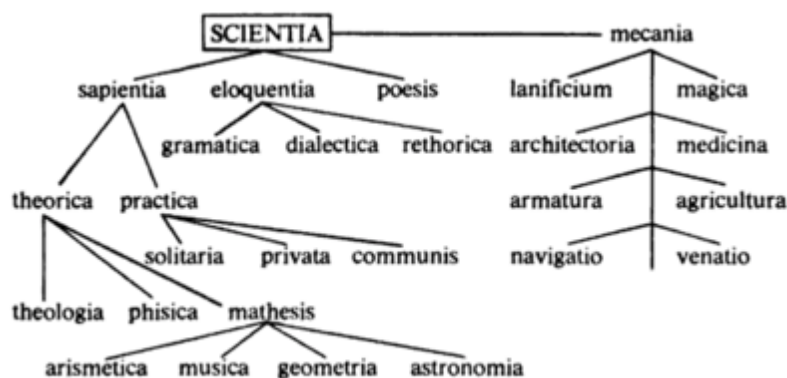 SCIENTIA mecania
sapientia eloquentia poesis lanificium magica
gramatica dialectica rethorica architectoria medicina
theorica practica armatura agricultura
solitaria privata communis navigatio venatio
theologia phisica mathesis
arismetica musica geometria astronomia